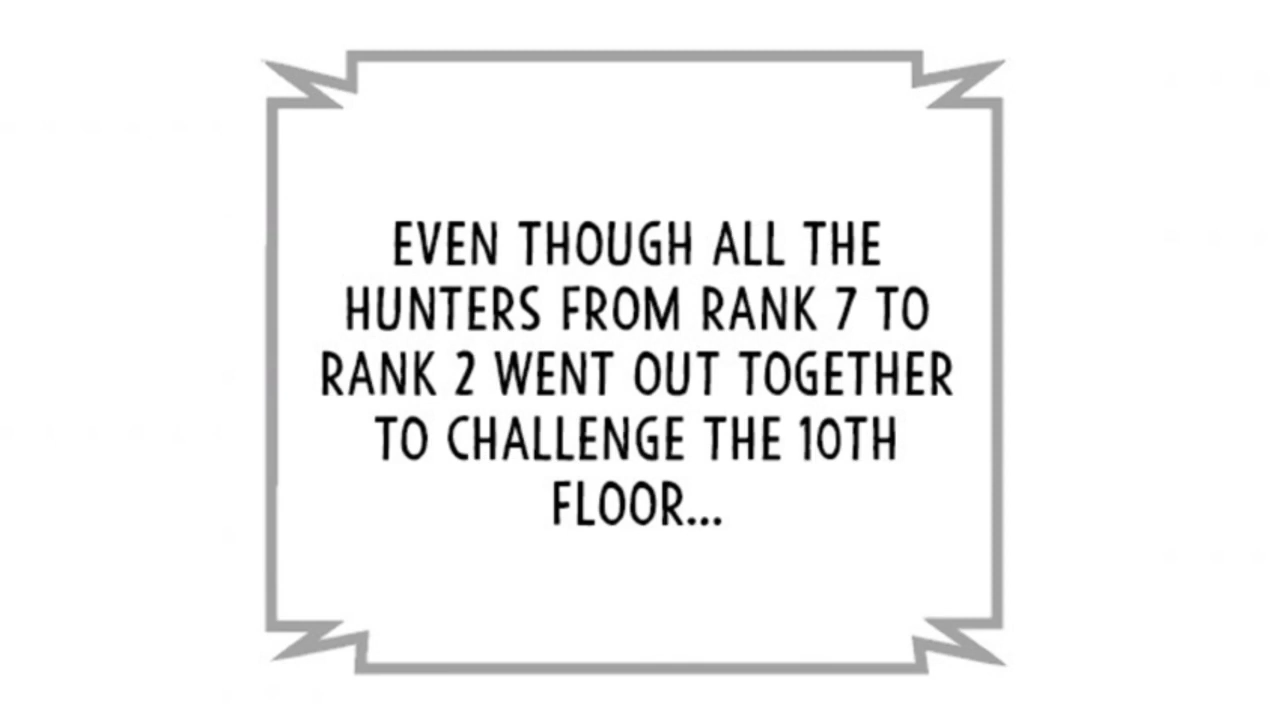 EVEN THOUGH ALL THE
HUNTERS FROM RANK 7 TO
RANK 2 WENT OUT TOGETHER
TO CHALLENGE THE 10TH
FLOOR...